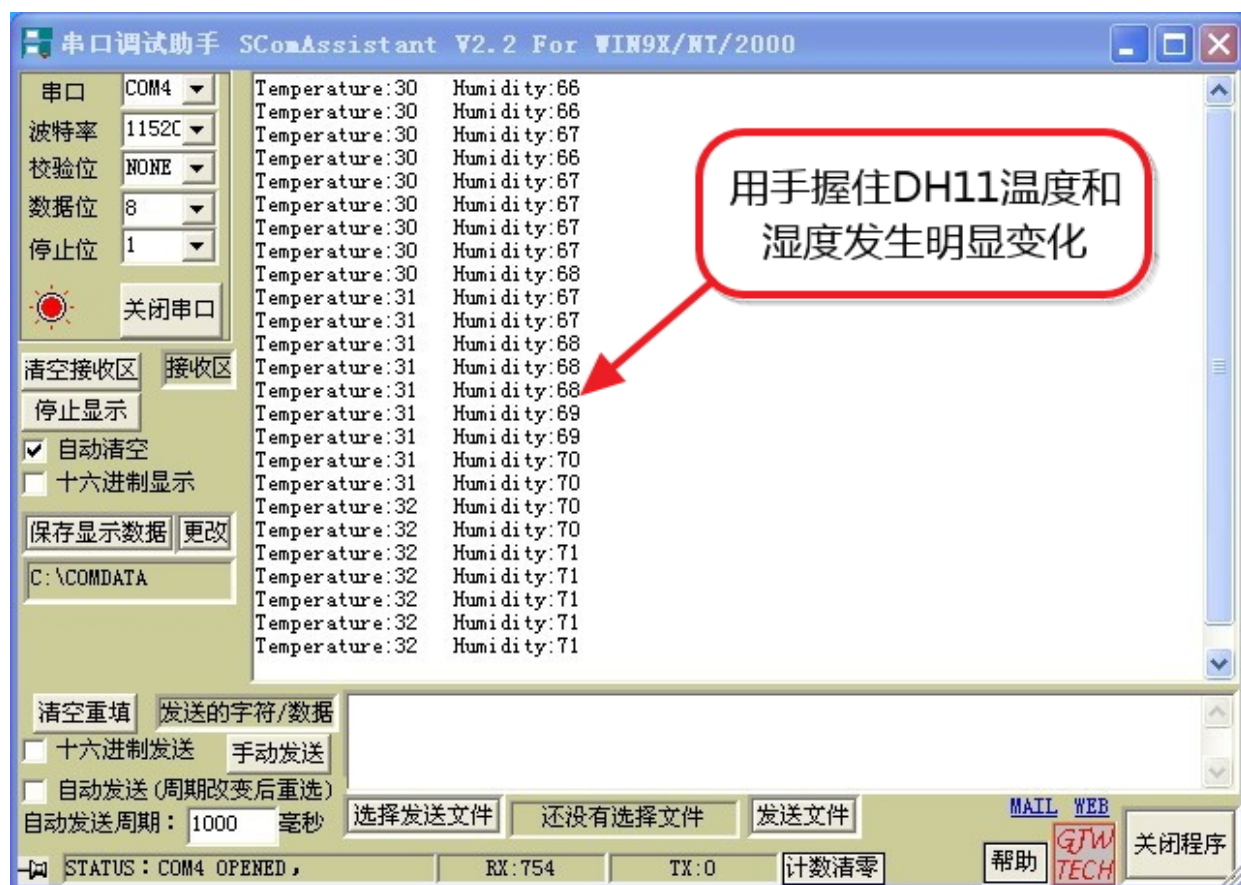 串口调试助手 SComAssistant V2.2 For WIN9X/NT/2000
串口 COM4
波特率 11520
校验位 NONE
数据位 8
停止位 1
关闭串口
清空接收区 接收区
停止显示
自动清空
十六进制显示
保存显示数据 更改
C:\COMDATA
Temperature:30 Humidity:66
Temperature:30 Humidity:66
Temperature:30 Humidity:67
Temperature:30 Humidity:66
Temperature:30 Humidity:67
Temperature:30 Humidity:67
Temperature:30 Humidity:67
Temperature:30 Humidity:67
Temperature:30 Humidity:68
Temperature:31 Humidity:67
Temperature:31 Humidity:67
Temperature:31 Humidity:68
Temperature:31 Humidity:68
Temperature:31 Humidity:68
Temperature:31 Humidity:69
Temperature:31 Humidity:69
Temperature:31 Humidity:70
Temperature:31 Humidity:70
Temperature:32 Humidity:70
Temperature:32 Humidity:70
Temperature:32 Humidity:71
Temperature:32 Humidity:71
Temperature:32 Humidity:71
Temperature:32 Humidity:71
Temperature:32 Humidity:71
用手握住DH11温度和
湿度发生明显变化
清空重填 发送的字符/数据
十六进制发送 手动发送
自动发送(周期改变后重选)
自动发送周期：1000 毫秒 选择发送文件 还没有选择文件 发送文件
MAIL WEB
GJW
TECH
关闭程序
STATUS：COM4 OPENED， RX:754 TX:0 计数清零 帮助